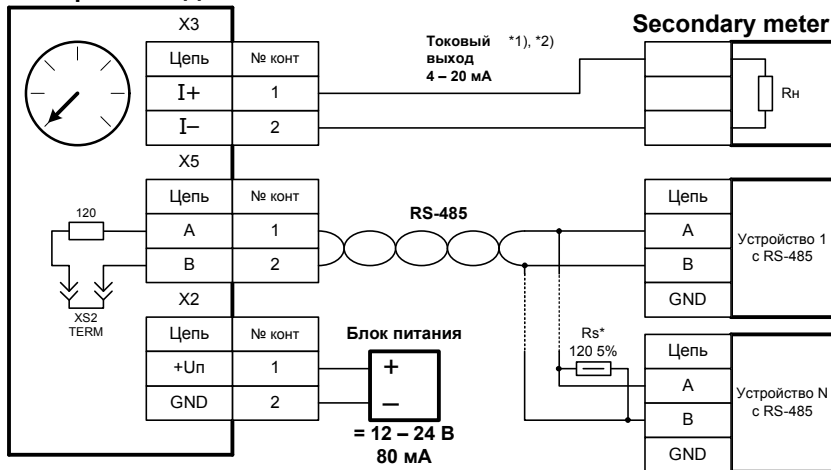 X3
Цепь № конт
I+ 1
I– 2
X5
Цепь № конт
A 1
B 2
X2
Цепь № конт
+Uп 1
GND 2
120
XS2
TERM
Токовый *1), *2)
выход
4 – 20 мА
RS-485
Блок питания
+
–
= 12 – 24 В
80 мА
Secondary meter
Rн
Цепь
A
B
GND
Устройство 1
с RS-485
Rs*
120 5%
Цепь
A
B
GND
Устройство N
с RS-485